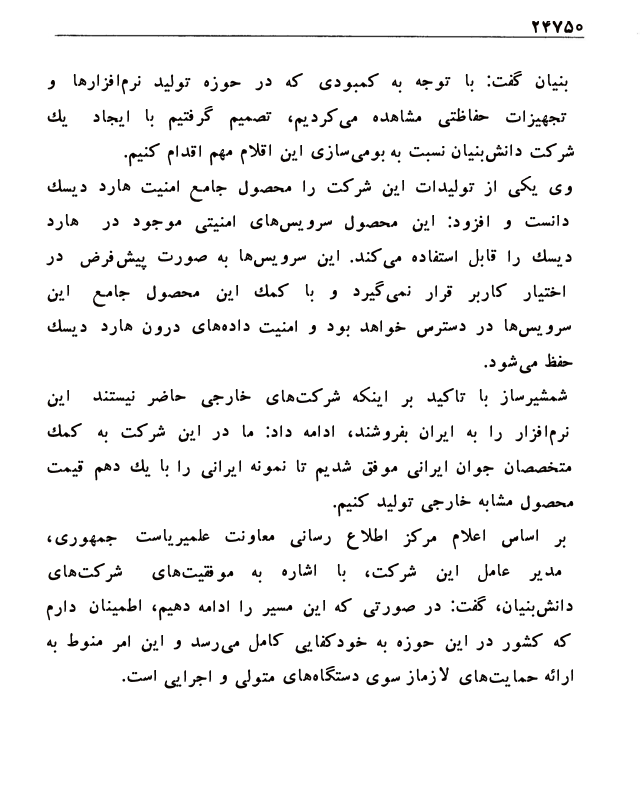 ۲۴۷۵۰
بنیان گفت: با توجه به کمبودی که در حوزه تولید نرم‌افزارها و
تجهیزات حفاظتی مشاهده می‌کردیم، تصمیم گرفتیم با ایجاد یك
شرکت دانش‌بنیان نسبت به بومی‌سازی این اقلام مهم اقدام کنیم.
وی یکی از تولیدات این شرکت را محصول جامع امنیت هارد دیسك
دانست و افزود: این محصول سرویس‌های امنیتی موجود در هارد
دیسك را قابل استفاده می‌کند. این سرویس‌ها به صورت پیش‌فرض در
اختیار کاربر قرار نمی‌گیرد و با کمك این محصول جامع این
سرویس‌ها در دسترس خواهد بود و امنیت داده‌های درون هارد دیسك
حفظ می‌شود.
شمشیرساز با تاکید بر اینکه شرکت‌های خارجی حاضر نیستند این
نرم‌افزار را به ایران بفروشند، ادامه داد: ما در این شرکت به کمك
متخصصان جوان ایرانی موفق شدیم تا نمونه ایرانی را با یك دهم قیمت
محصول مشابه خارجی تولید کنیم.
بر اساس اعلام مرکز اطلاع رسانی معاونت علمیریاست جمهوری،
مدیر عامل این شرکت، با اشاره به موفقیت‌های شرکت‌های
دانش‌بنیان، گفت: در صورتی که این مسیر را ادامه دهیم، اطمینان دارم
که کشور در این حوزه به خودکفایی کامل می‌رسد و این امر منوط به
ارائه حمایت‌های لازماز سوی دستگاه‌های متولی و اجرایی است.